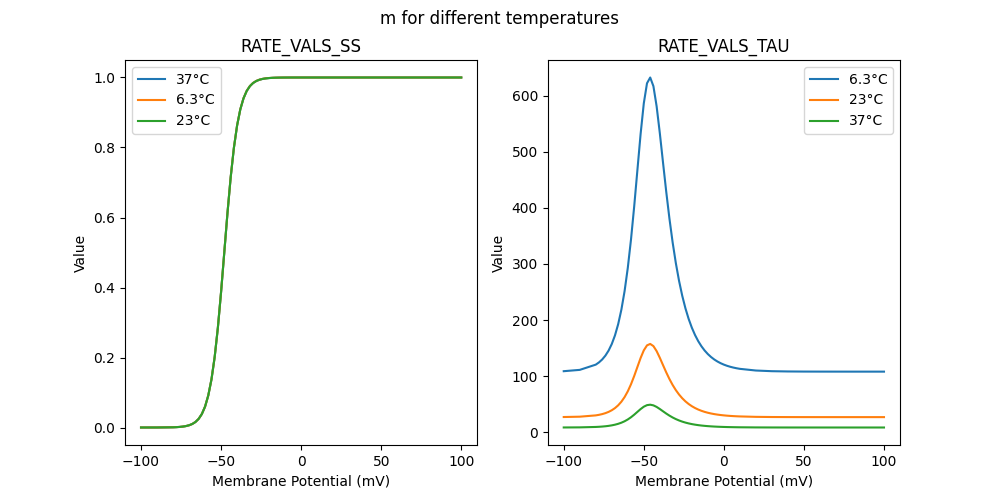 m for different temperatures
RATE_VALS_SS
37°C
6.3°C
23°C
1.0
0.8
0.6
0.4
0.2
0.0
Value
−100
−50
0
50
100
Membrane Potential (mV)
RATE_VALS_TAU
6.3°C
23°C
37°C
600
500
400
300
200
100
0
Value
−100
−50
0
50
100
Membrane Potential (mV)